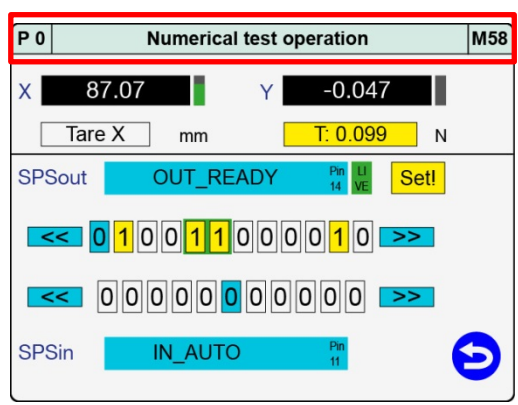 P 0 Numerical test operation M58
X 87.07 Y -0.047
Tare X mm T: 0.099 N
SPSout OUT_READY Pin 14 LI VE Set!
<< 0 1 0 0 1 1 0 0 0 0 1 0 >>
<< 0 0 0 0 0 0 0 0 0 0 0 >>
SPSin IN_AUTO Pin 11